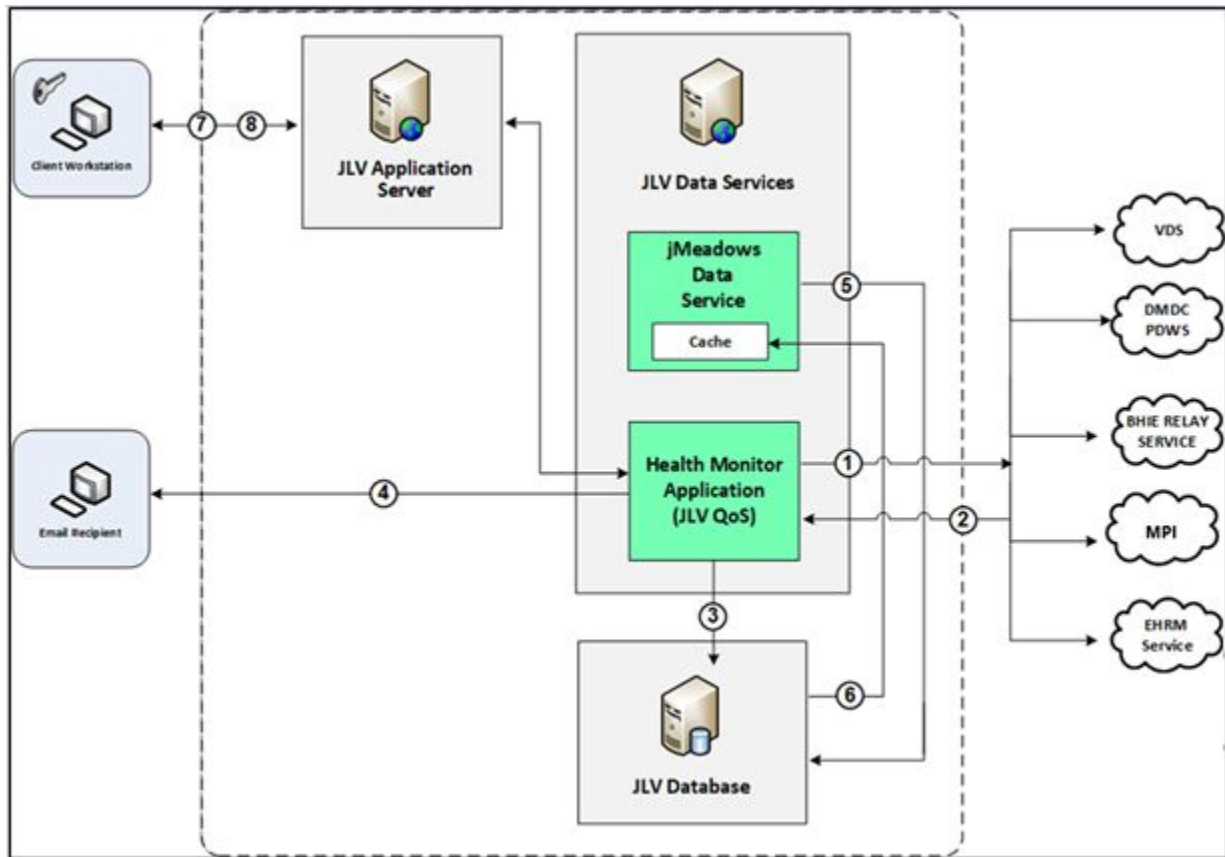 Client Workstation
7
8
JLV Application
Server
JLV Data Services
jMeadows
Data
Service
Cache
5
Health Monitor
Application
(JLV QoS)
1
2
4
Email Recipient
3
6
JLV Database
VDS
DMDC
PDWS
BHIE RELAY
SERVICE
MPI
EHRM
Service